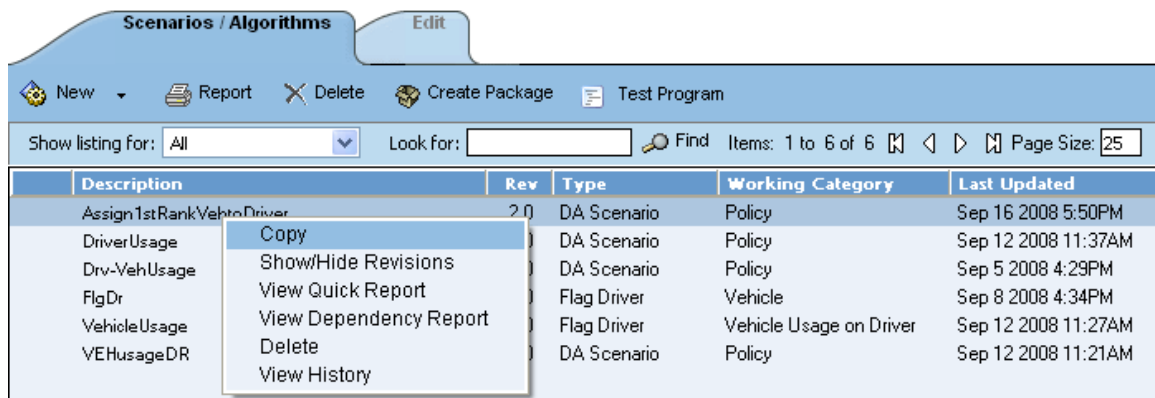 Scenarios / Algorithms Edit
New Report Delete Create Package Test Program
Show listing for: All Look for: Find Items: 1 to 6 of 6 Page Size: 25
Description Rev Type Working Category Last Updated
Assign1stRankVehtoDriver 2.0 DA Scenario Policy Sep 16 2008 5:50PM
DriverUsage DA Scenario Policy Sep 12 2008 11:37AM
Drv-VehUsage DA Scenario Policy Sep 5 2008 4:29PM
FlgDr Flag Driver Vehicle Sep 8 2008 4:34PM
VehicleUsage Flag Driver Vehicle Usage on Driver Sep 12 2008 11:27AM
VEHusageDR DA Scenario Policy Sep 12 2008 11:21AM
Copy
Show/Hide Revisions
View Quick Report
View Dependency Report
Delete
View History